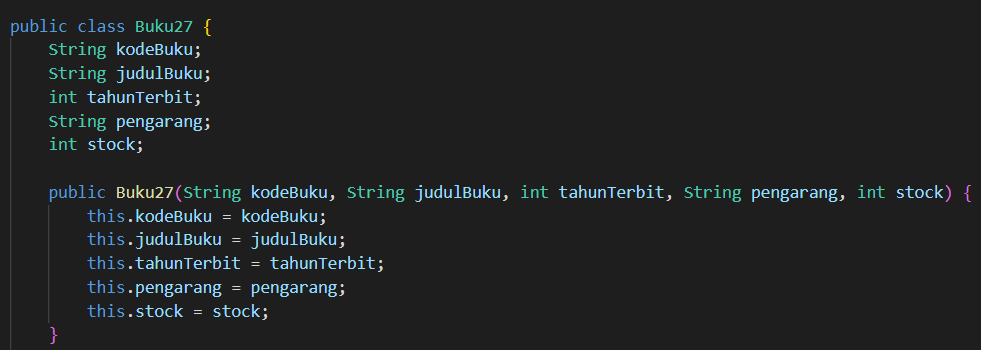 public class Buku27 {
    String kodeBuku;
    String judulBuku;
    int tahunTerbit;
    String pengarang;
    int stock;

    public Buku27(String kodeBuku, String judulBuku, int tahunTerbit, String pengarang, int stock) {
        this.kodeBuku = kodeBuku;
        this.judulBuku = judulBuku;
        this.tahunTerbit = tahunTerbit;
        this.pengarang = pengarang;
        this.stock = stock;
    }